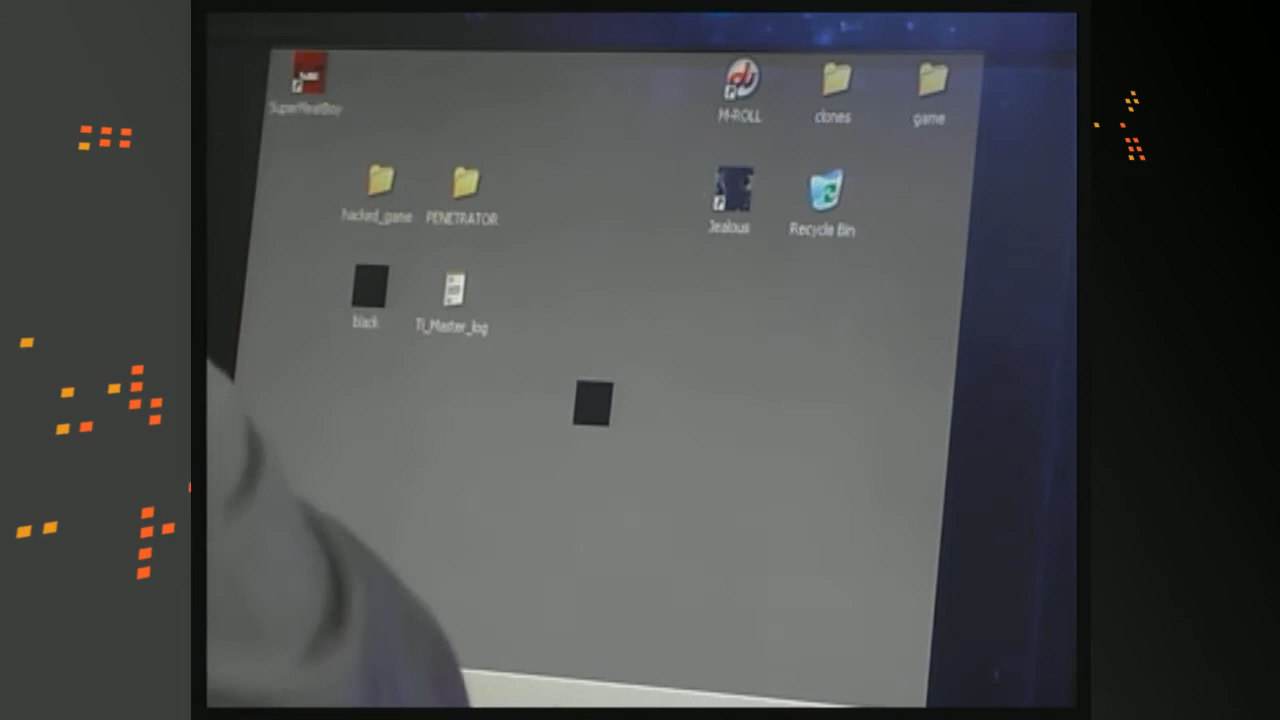 SuperMeatBoy
M-ROLL
clones
game
hacked_game
PENETRATOR
Jealous
Recycle Bin
black
Ti_Master_log